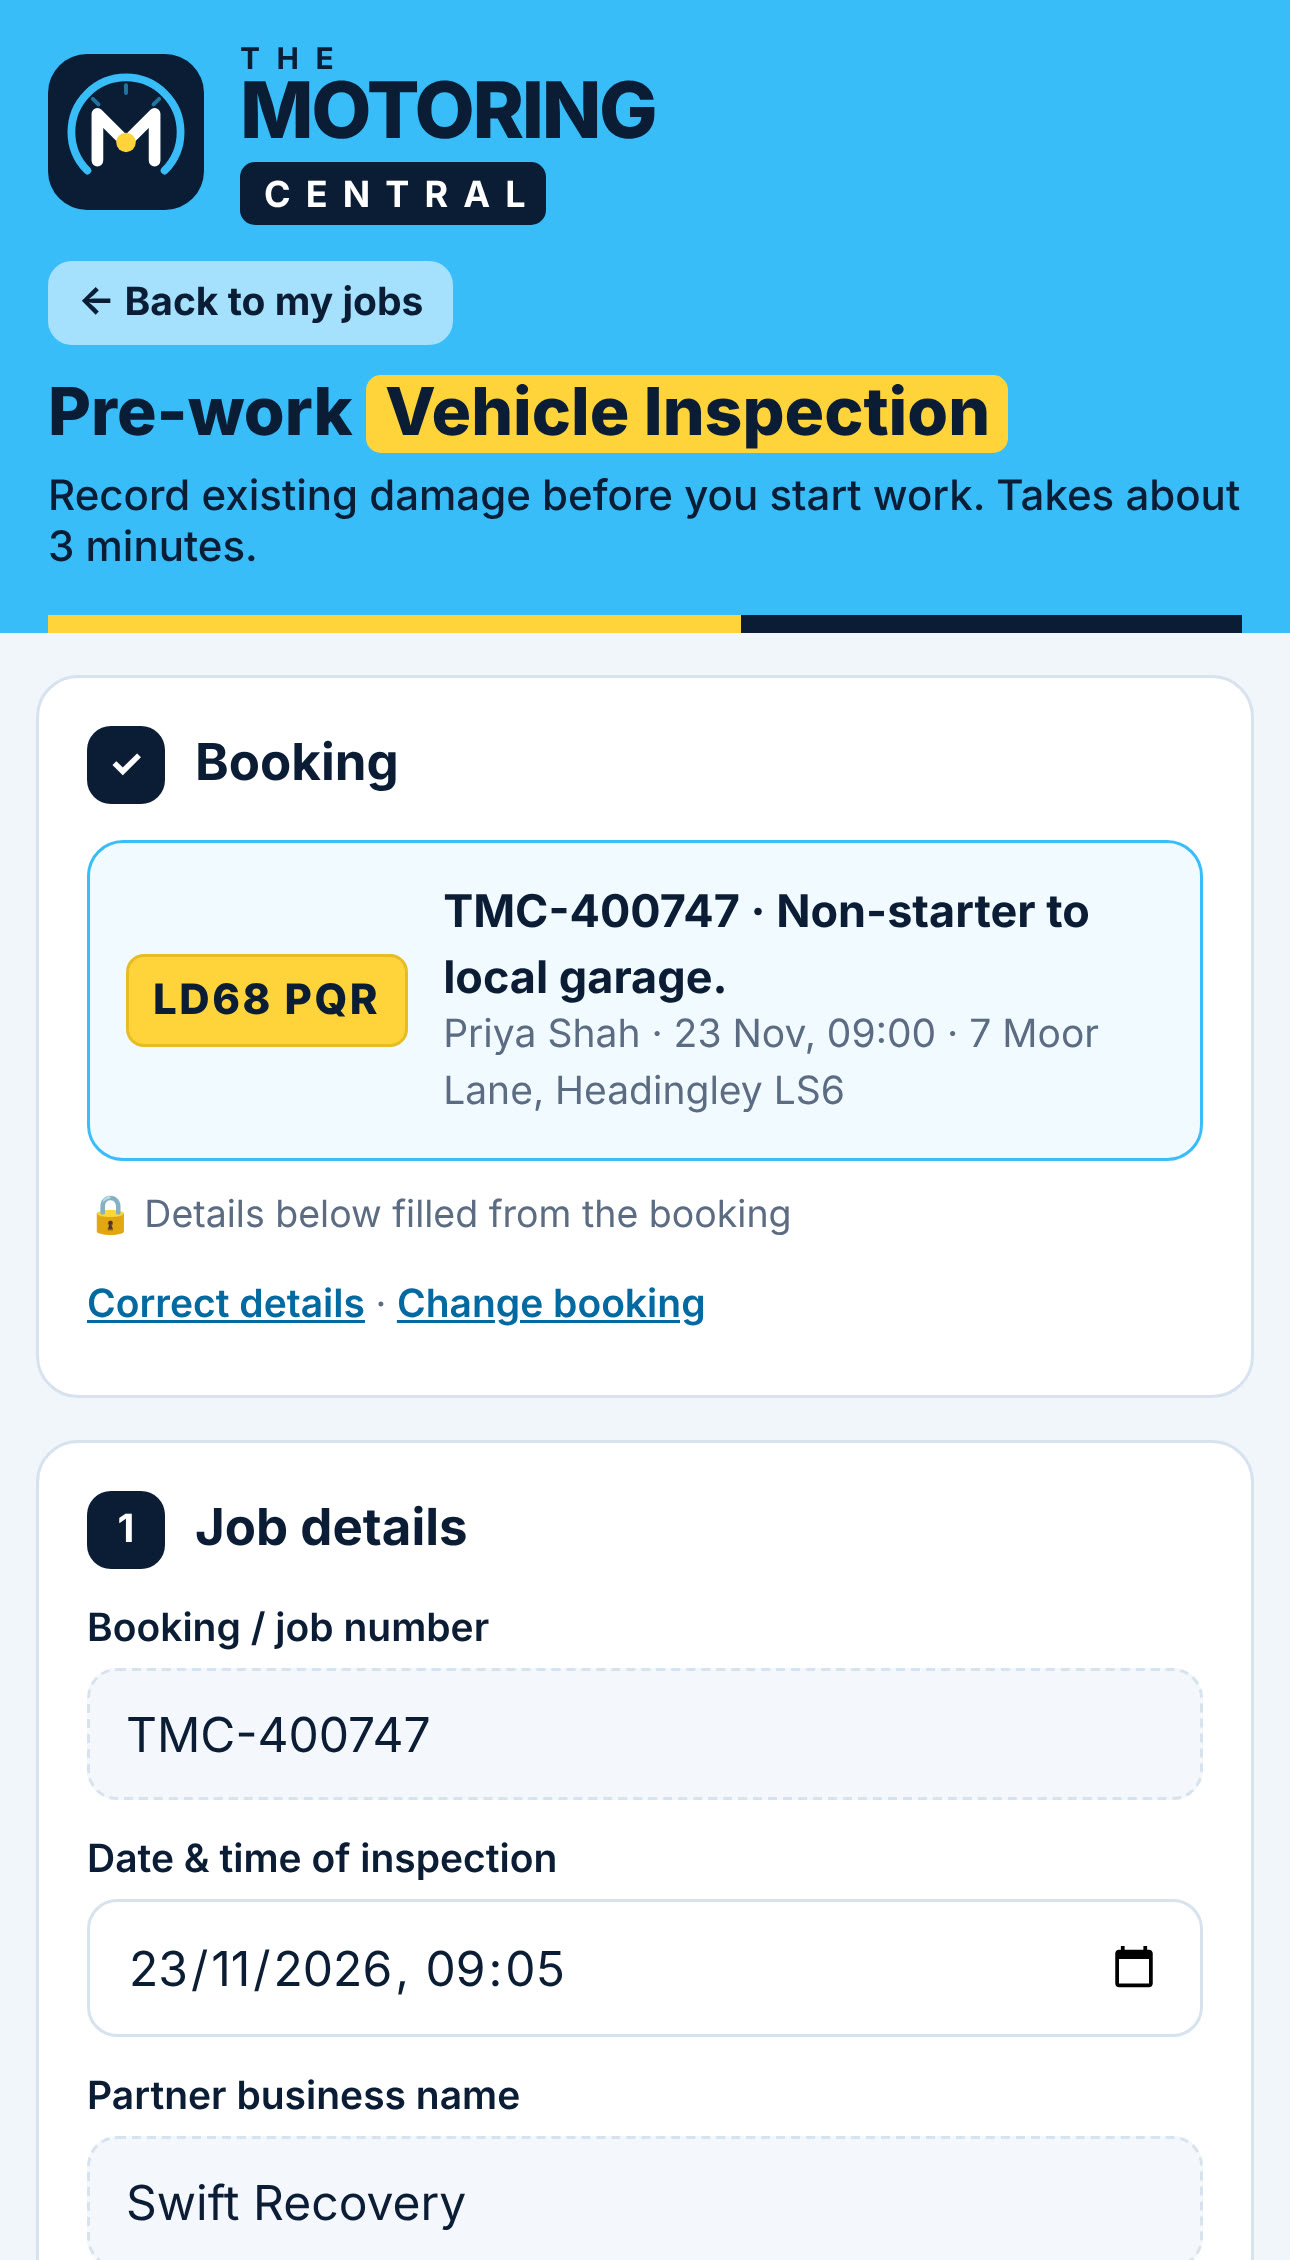 THE
MOTORING
CENTRAL
← Back to my jobs
Pre-work Vehicle Inspection
Record existing damage before you start work. Takes about
3 minutes.
Booking
LD68 PQR
TMC-400747 · Non-starter to
local garage.
Priya Shah · 23 Nov, 09:00 · 7 Moor
Lane, Headingley LS6
🔒 Details below filled from the booking
Correct details · Change booking
1 Job details
Booking / job number
TMC-400747
Date & time of inspection
23/11/2026, 09:05
Partner business name
Swift Recovery